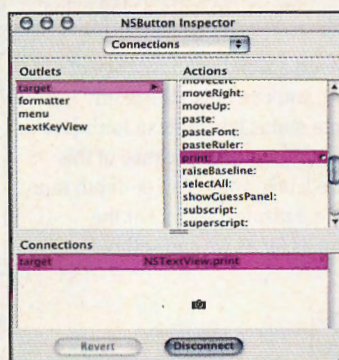 NSButton Inspector
Connections
Outlets
target
formatter
menu
nextKeyView
Actions
moveLeft:
moveRight:
moveUp:
paste:
pasteFont:
pasteRuler:
print:
raiseBaseline:
selectAll:
showGuessPanel:
subscript:
superscript:
Connections
target NSTextView.print
Revert
Disconnect